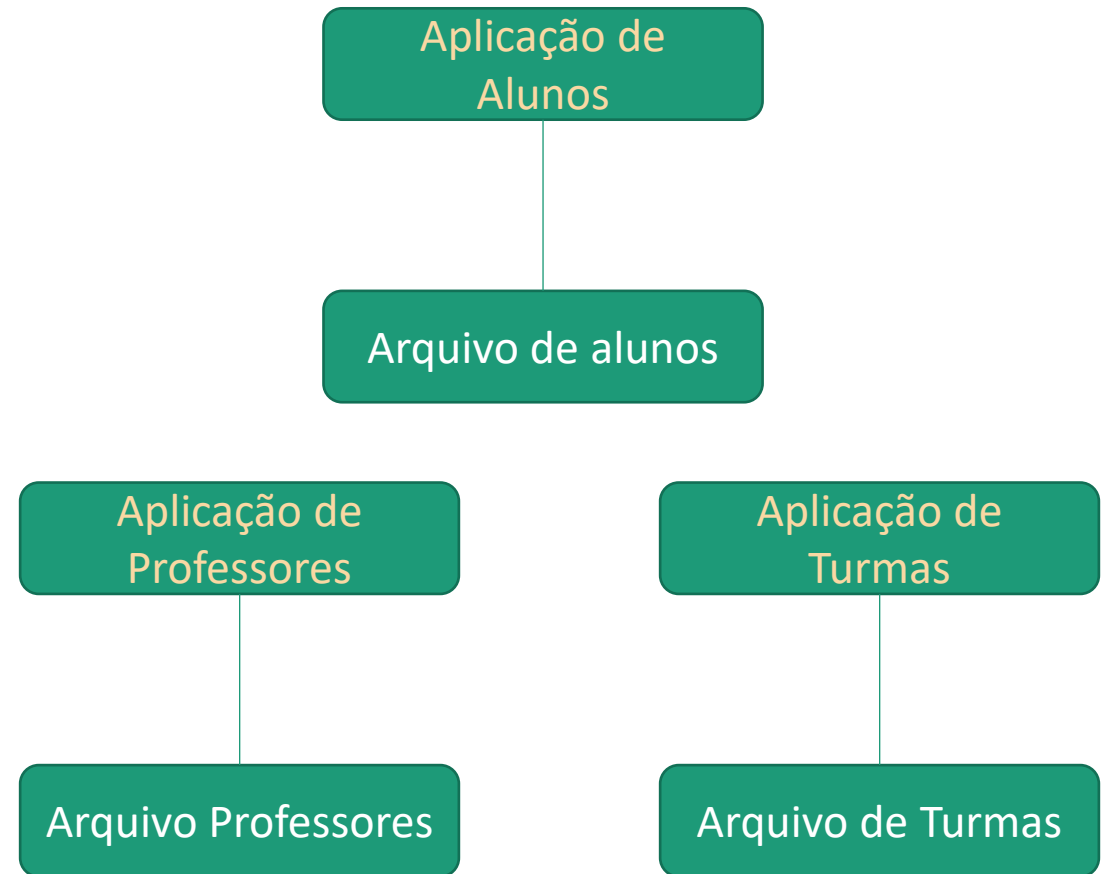 Aplicação de
Alunos
Arquivo de alunos
Aplicação de
Professores
Aplicação de
Turmas
Arquivo Professores
Arquivo de Turmas